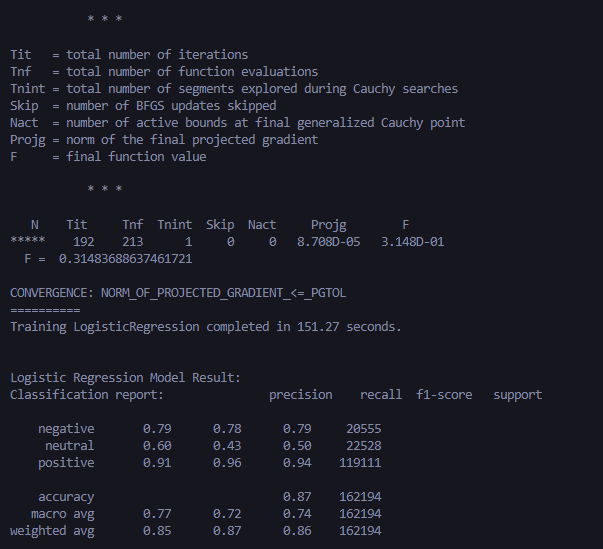 * * *
Tit = total number of iterations
Tnf = total number of function evaluations
Tnint = total number of segments explored during Cauchy searches
Skip = number of BFGS updates skipped
Nact = number of active bounds at final generalized Cauchy point
Projg = norm of the final projected gradient
F = final function value
* * *
N Tit Tnf Tnint Skip Nact Projg F
***** 192 213 1 0 0 8.708D-05 3.148D-01
F = 0.31483688637461721
CONVERGENCE: NORM_OF_PROJECTED_GRADIENT_<=_PGTOL
==========
Training LogisticRegression completed in 151.27 seconds.
Logistic Regression Model Result:
Classification report: precision recall f1-score support
negative 0.79 0.78 0.79 20555
neutral 0.60 0.43 0.50 22528
positive 0.91 0.96 0.94 119111
accuracy 0.87 162194
macro avg 0.77 0.72 0.74 162194
weighted avg 0.85 0.87 0.86 162194